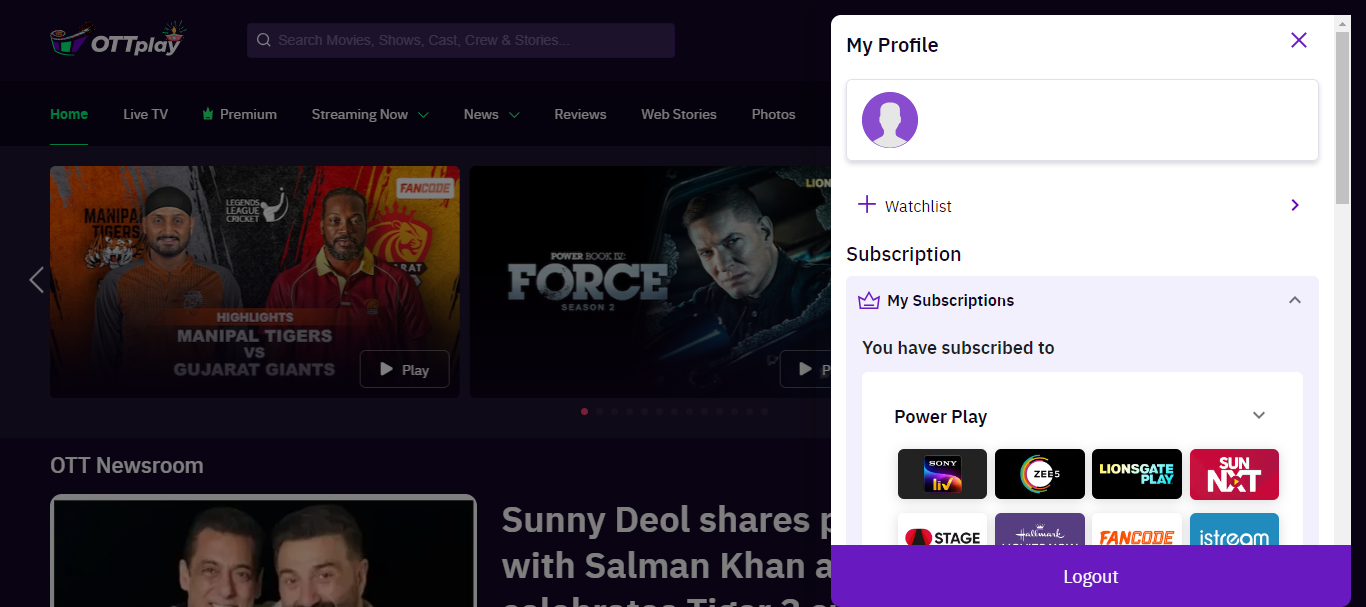 OTTplay
Search Movies, Shows, Cast, Crew & Stories...
Home
Live TV
Premium
Streaming Now
News
Reviews
Web Stories
Photos
MANIPAL
TIGERS
LEGENDS
LEAGUE
CRICKET
FANCODE
HIGHLIGHTS
MANIPAL TIGERS
VS
GUJARAT GIANTS
Play
LIONS
POWER BOOK IV:
FORCE
SEASON 2
P
OTT Newsroom
Sunny Deol shares p
with Salman Khan a
My Profile
Watchlist
Subscription
My Subscriptions
You have subscribed to
Power Play
SONY
liv
ZEE5
LIONSGATE
PLAY
SUN
NXT
STAGE
Hallmark
FANCODE
istream
Logout